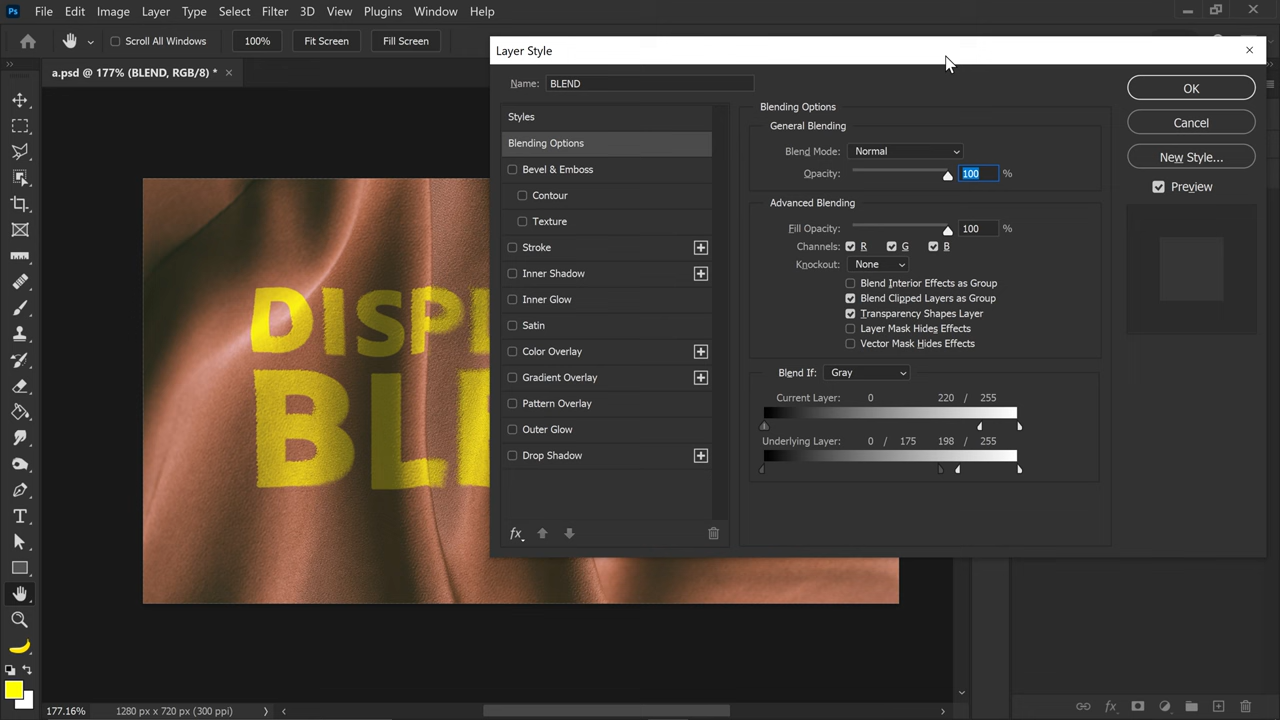 Ps File Edit Image Layer Type Select Filter 3D View Plugins Window Help
Scroll All Windows 100% Fit Screen Fill Screen
a.psd @ 177% (BLEND, RGB/8) *
Layer Style
Name: BLEND
Styles
Blending Options
Bevel & Emboss
Contour
Texture
Stroke
Inner Shadow
Inner Glow
Satin
Color Overlay
Gradient Overlay
Pattern Overlay
Outer Glow
Drop Shadow
fx
Blending Options
General Blending
Blend Mode: Normal
Opacity: 100 %
Advanced Blending
Fill Opacity: 100 %
Channels: R G B
Knockout: None
Blend Interior Effects as Group
Blend Clipped Layers as Group
Transparency Shapes Layer
Layer Mask Hides Effects
Vector Mask Hides Effects
Blend If: Gray
Current Layer: 0 220 / 255
Underlying Layer: 0 / 175 198 / 255
OK
Cancel
New Style...
Preview
DISPL
BLE
177.16% 1280 px x 720 px (300 ppi)
fx